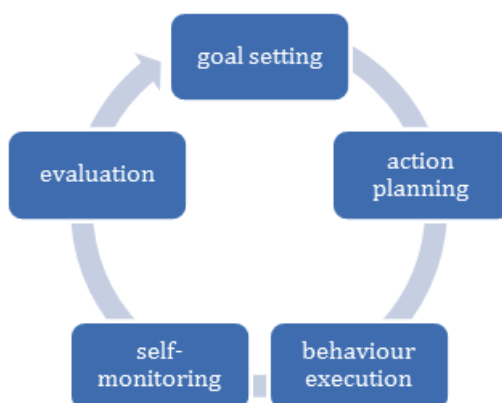 goal setting
action
planning
behaviour
execution
self-
monitoring
evaluation